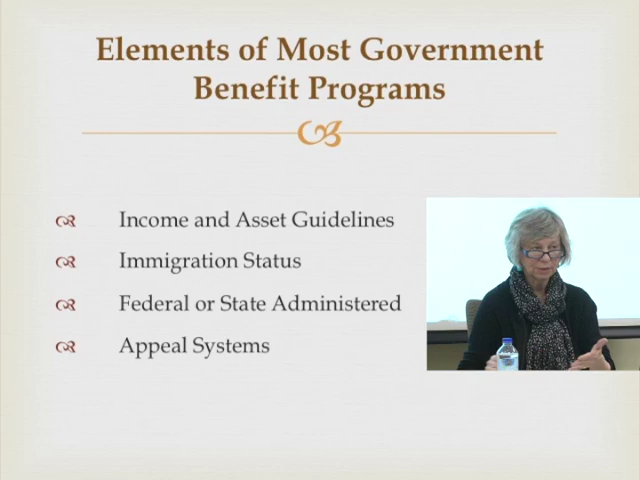 Elements of Most Government
Benefit Programs
Income and Asset Guidelines
Immigration Status
Federal or State Administered
Appeal Systems